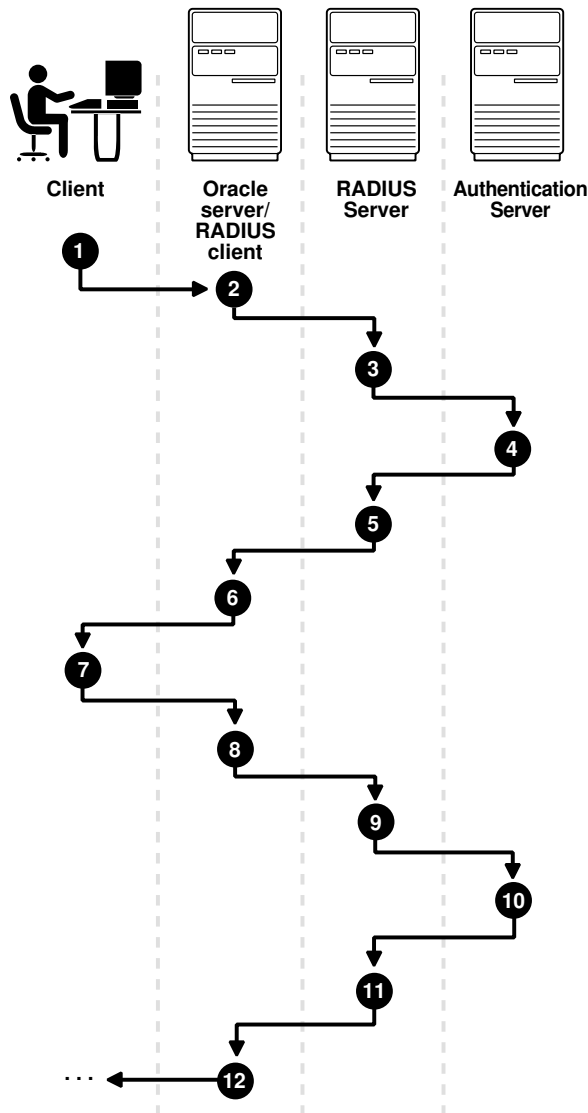 Client
Oracle
server/
RADIUS
client
RADIUS
Server
Authentication
Server
1
2
3
4
5
6
7
8
9
10
11
12
...